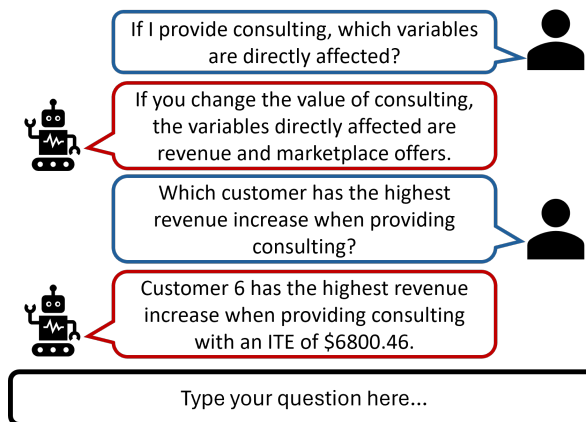 If I provide consulting, which variables
are directly affected?
If you change the value of consulting,
the variables directly affected are
revenue and marketplace offers.
Which customer has the highest
revenue increase when providing
consulting?
Customer 6 has the highest revenue
increase when providing consulting
with an ITE of $6800.46.
Type your question here...